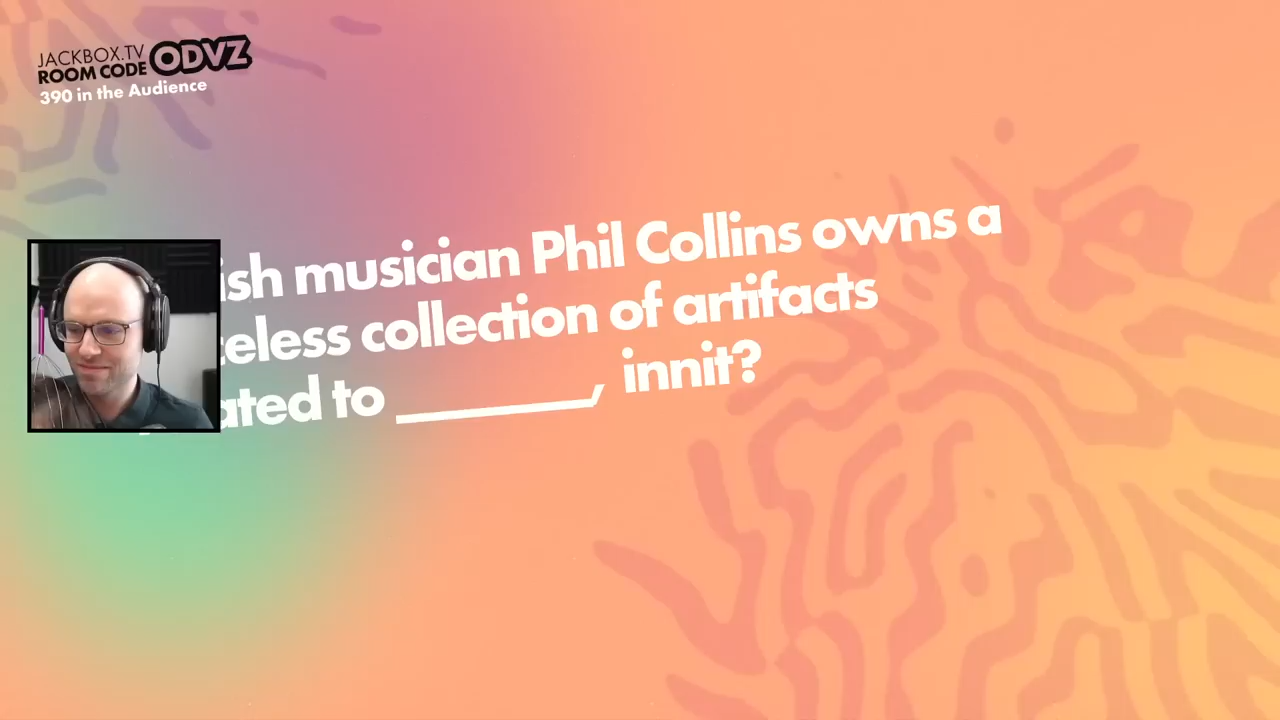 JACKBOX.TV
ROOM CODE ODVZ
390 in the Audience
ish musician Phil Collins owns a
eless collection of artifacts
ated to ________, innit?